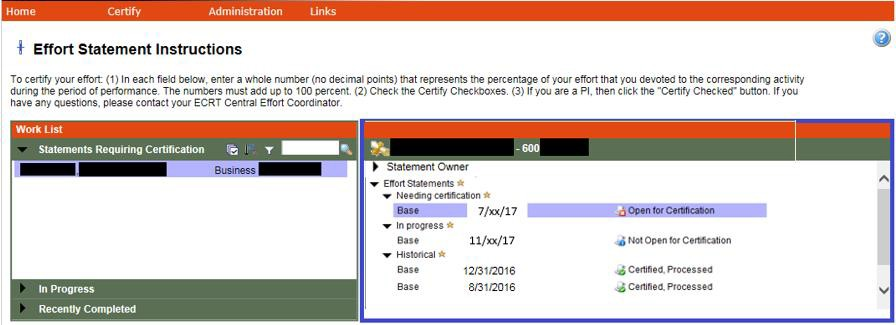 Home Certify Administration Links
Effort Statement Instructions
?
To certify your effort: (1) In each field below, enter a whole number (no decimal points) that represents the percentage of your effort that you devoted to the corresponding activity
during the period of performance. The numbers must add up to 100 percent. (2) Check the Certify Checkboxes. (3) If you are a PI, then click the "Certify Checked" button. If you
have any questions, please contact your ECRT Central Effort Coordinator.
Work List
Statements Requiring Certification
Business
In Progress
Recently Completed
- 600
Statement Owner
Effort Statements
Needing certification
Base 7/xx/17 Open for Certification
In progress
Base 11/xx/17 Not Open for Certification
Historical
Base 12/31/2016 Certified, Processed
Base 8/31/2016 Certified, Processed